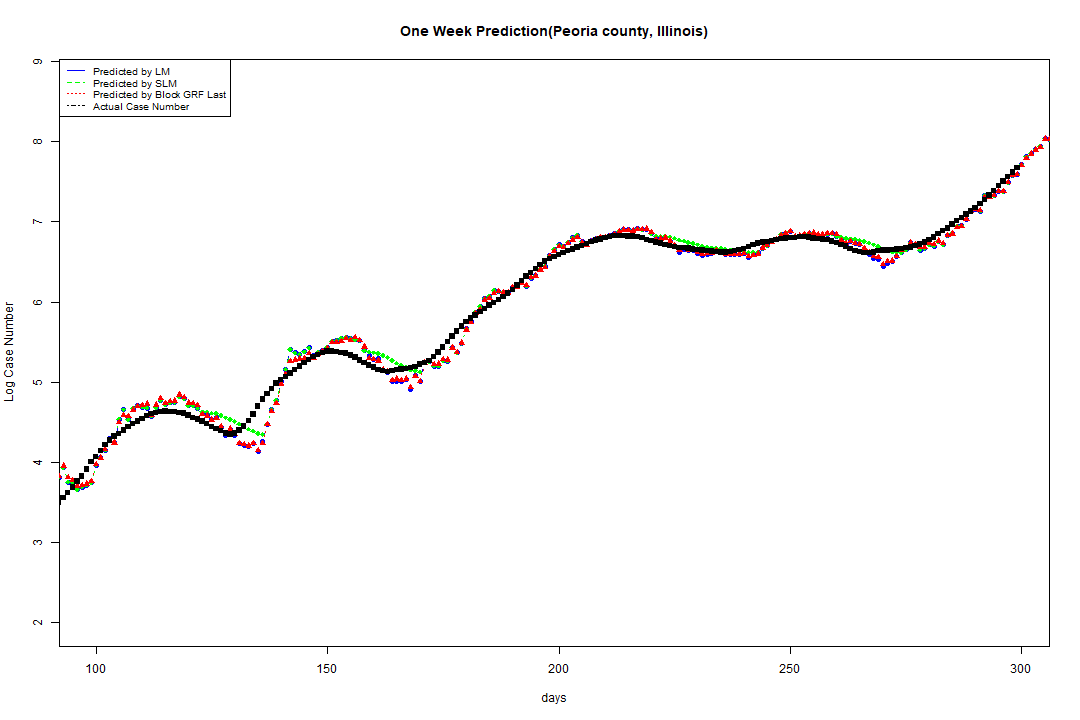 One Week Prediction(Peoria county, Illinois)
Predicted by LM
Predicted by SLM
Predicted by Block GRF Last
Actual Case Number
9
8
7
6
5
4
3
2
Log Case Number
100 150 200 250 300
days